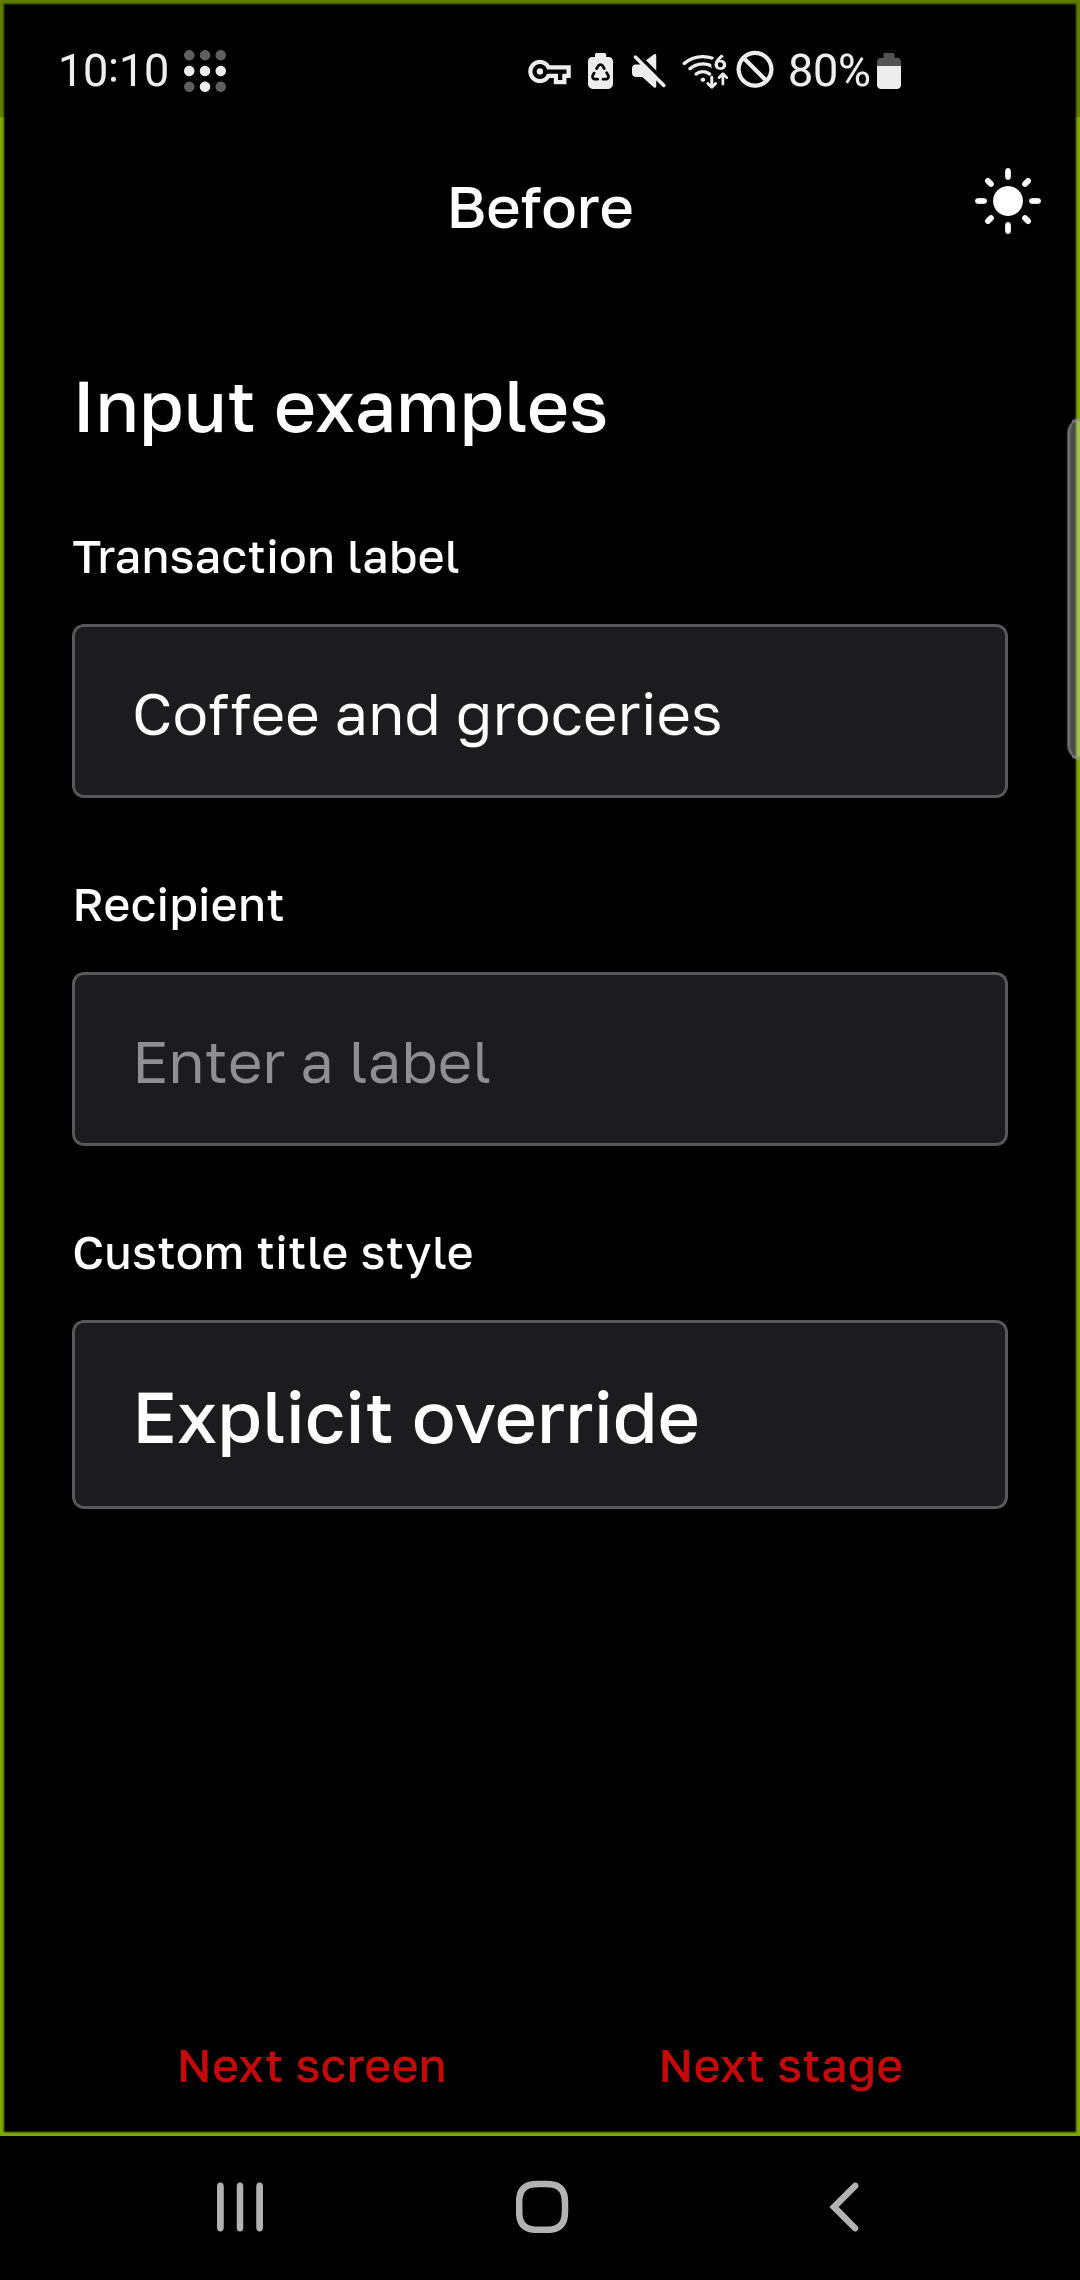 10:10 80%
Before
Input examples
Transaction label
Coffee and groceries
Recipient
Enter a label
Custom title style
Explicit override
Next screen Next stage